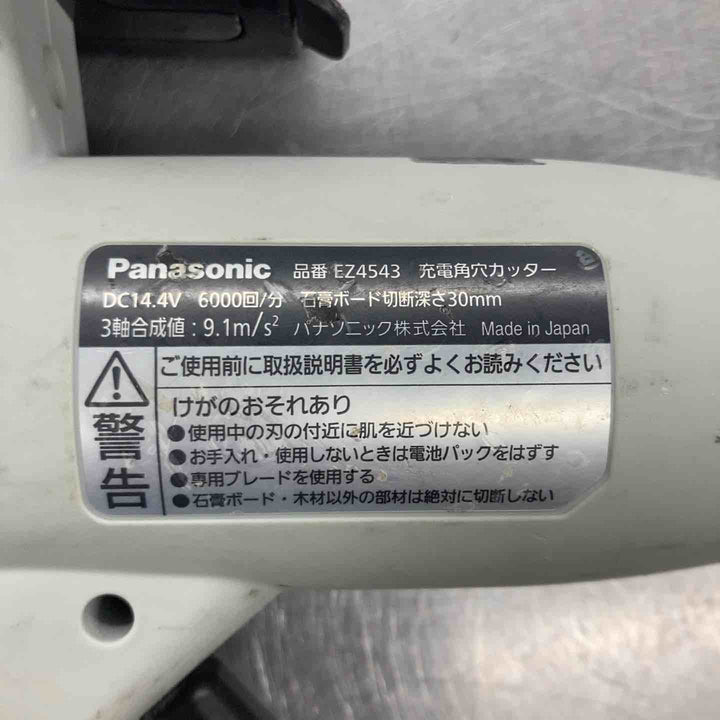 Panasonic 品番 EZ4543 充電角穴カッター
DC14.4V 6000回/分 石膏ボード切断深さ30mm
3軸合成値：9.1m/s² パナソニック株式会社 Made in Japan
警告
ご使用前に取扱説明書を必ずよくお読みください
けがのおそれあり
●使用中の刃の付近に肌を近づけない
●お手入れ・使用しないときは電池パックをはずす
●専用ブレードを使用する
●石膏ボード・木材以外の部材は絶対に切断しない